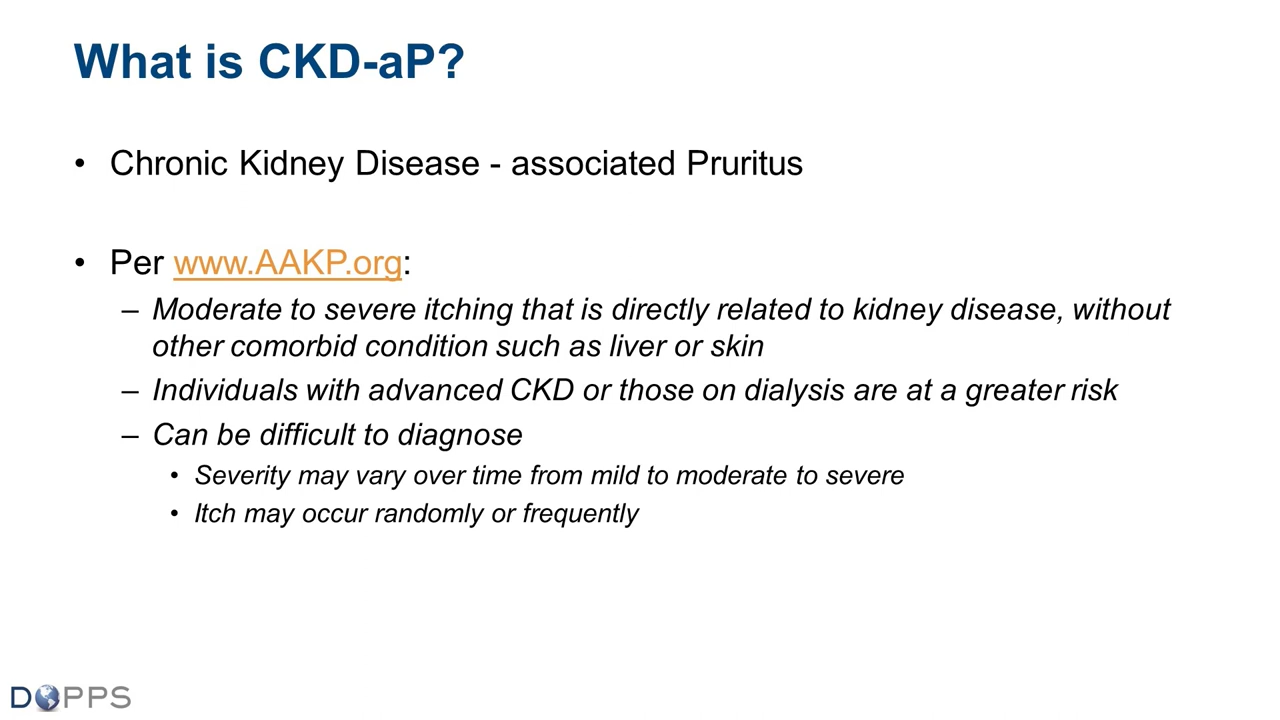 What is CKD-aP?
• Chronic Kidney Disease - associated Pruritus
• Per www.AAKP.org:
– Moderate to severe itching that is directly related to kidney disease, without
other comorbid condition such as liver or skin
– Individuals with advanced CKD or those on dialysis are at a greater risk
– Can be difficult to diagnose
• Severity may vary over time from mild to moderate to severe
• Itch may occur randomly or frequently
DOPPS